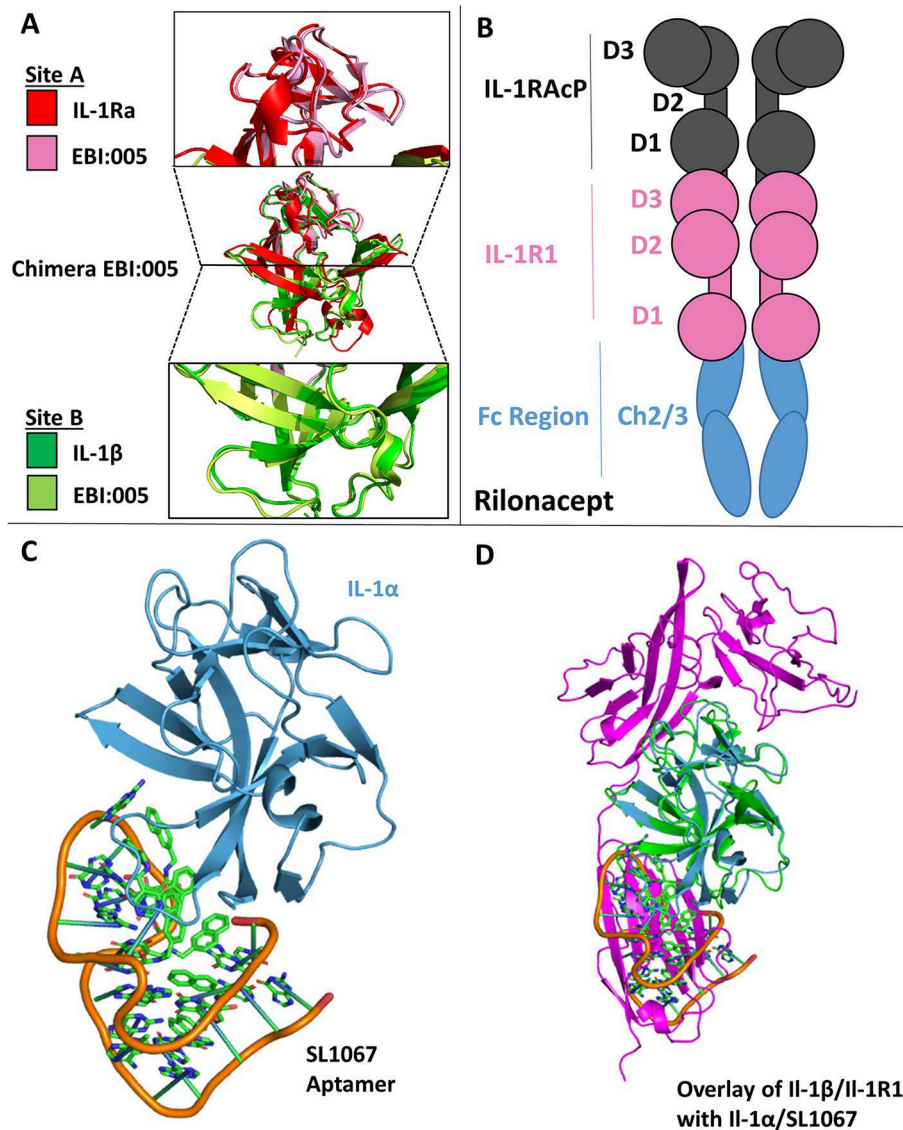 A
Site A
IL-1Ra
EBI:005
Chimera EBI:005
Site B
IL-1β
EBI:005
B
D3
IL-1RAcP
D2
D1
D3
IL-1R1
D2
D1
Fc Region
Ch2/3
Rilonacept
C
IL-1α
SL1067
Aptamer
D
Overlay of Il-1β/Il-1R1
with Il-1α/SL1067